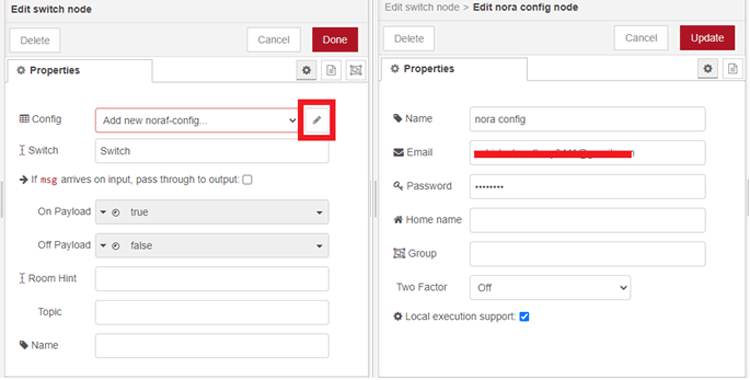 Edit switch node
Delete
Cancel
Done
Properties
Config
Add new noraf-config...
Switch
Switch
If msg arrives on input, pass through to output:
On Payload
true
Off Payload
false
Room Hint
Topic
Name
Edit switch node > Edit nora config node
Delete
Cancel
Update
Properties
Name
nora config
Email
Password
••••••••
Home name
Group
Two Factor
Off
Local execution support: